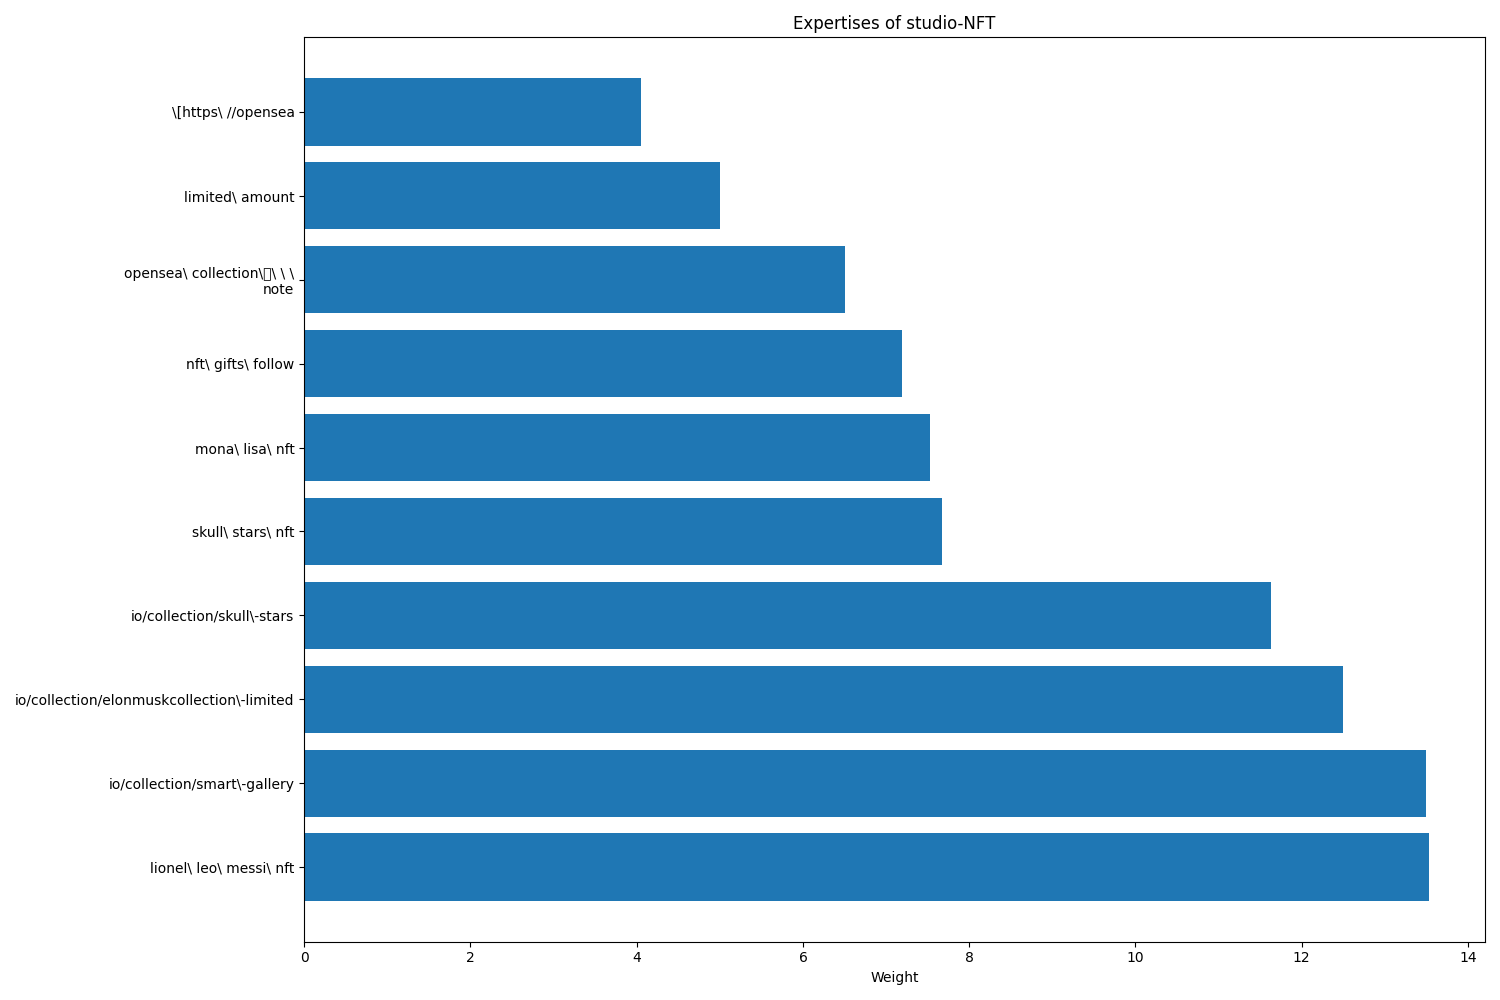 Expertises of studio-NFT
\[https\ //opensea
limited\ amount
opensea\ collection\▯\ \ \
note
nft\ gifts\ follow
mona\ lisa\ nft
skull\ stars\ nft
io/collection/skull\-stars
io/collection/elonmuskcollection\-limited
io/collection/smart\-gallery
lionel\ leo\ messi\ nft
0 2 4 6 8 10 12 14
Weight